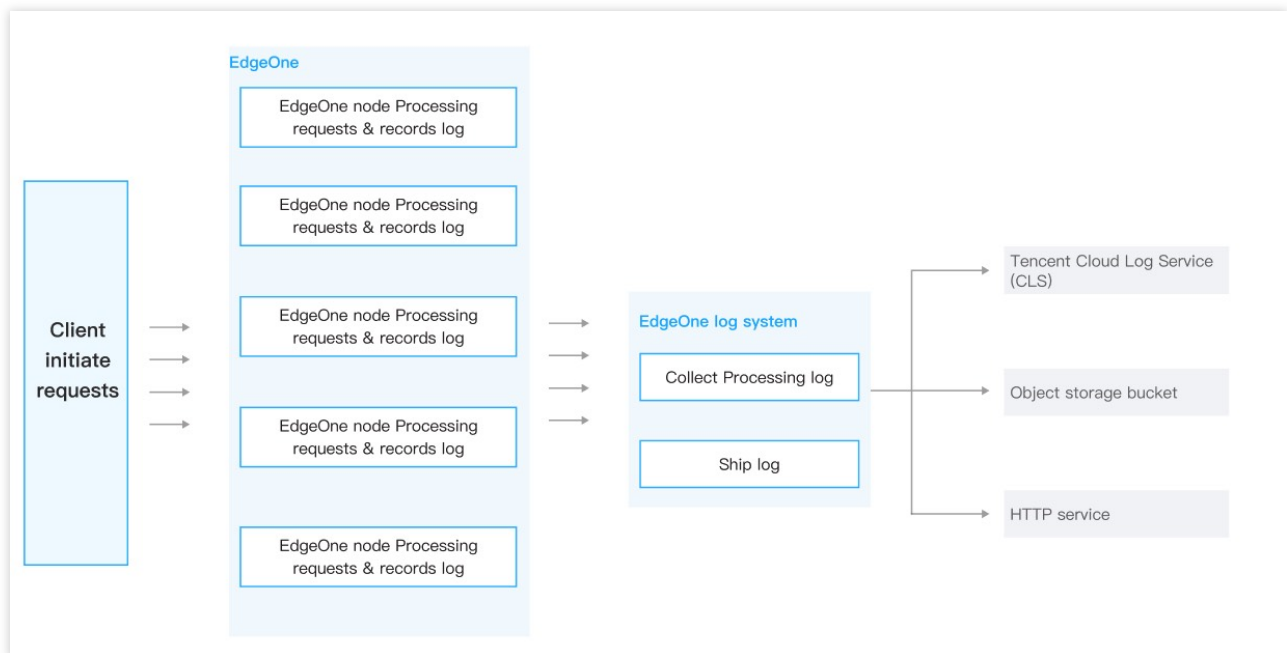 Client
initiate
requests
EdgeOne
EdgeOne node Processing
requests & records log
EdgeOne node Processing
requests & records log
EdgeOne node Processing
requests & records log
EdgeOne node Processing
requests & records log
EdgeOne node Processing
requests & records log
EdgeOne log system
Collect Processing log
Ship log
Tencent Cloud Log Service
(CLS)
Object storage bucket
HTTP service